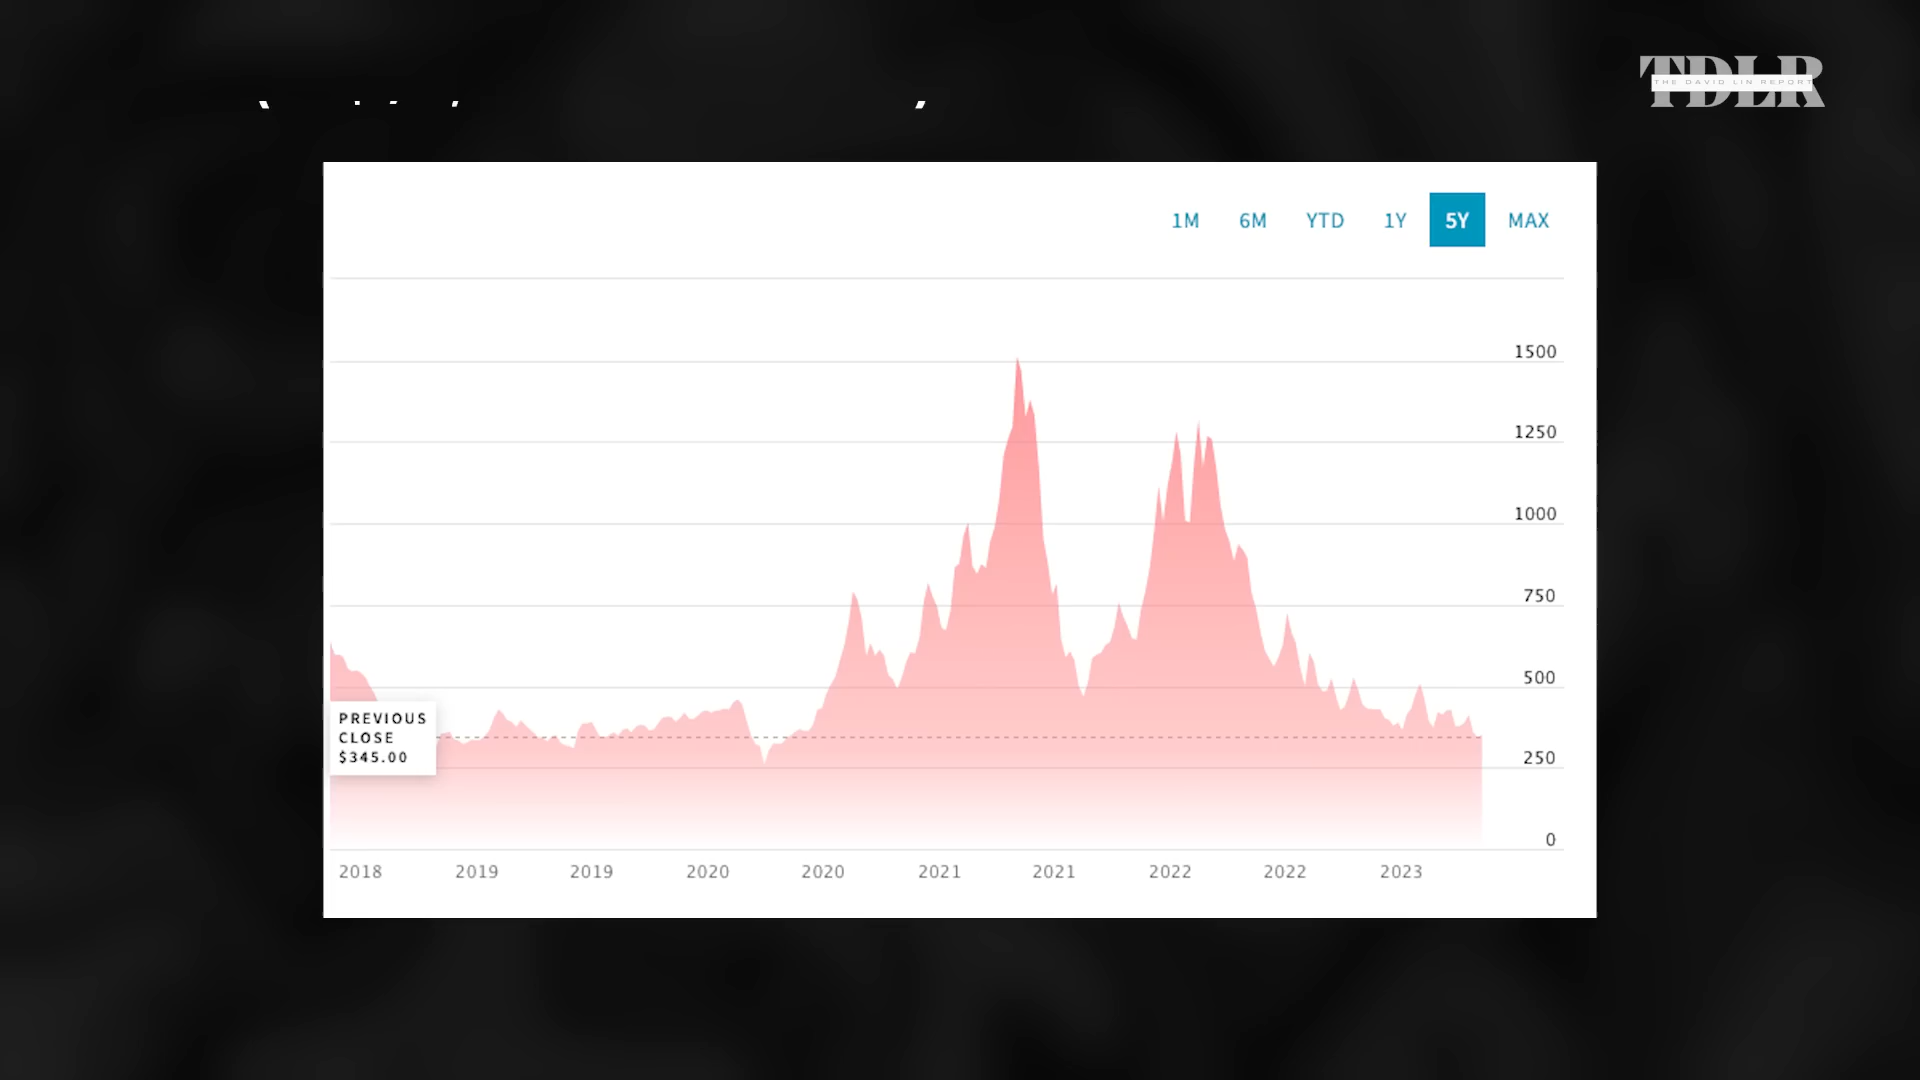 TDLR
THE DAVID LIN REPORT
1M 6M YTD 1Y 5Y MAX
1500
1250
1000
750
500
250
0
PREVIOUS
CLOSE
$345.00
2018 2019 2019 2020 2020 2021 2021 2022 2022 2023